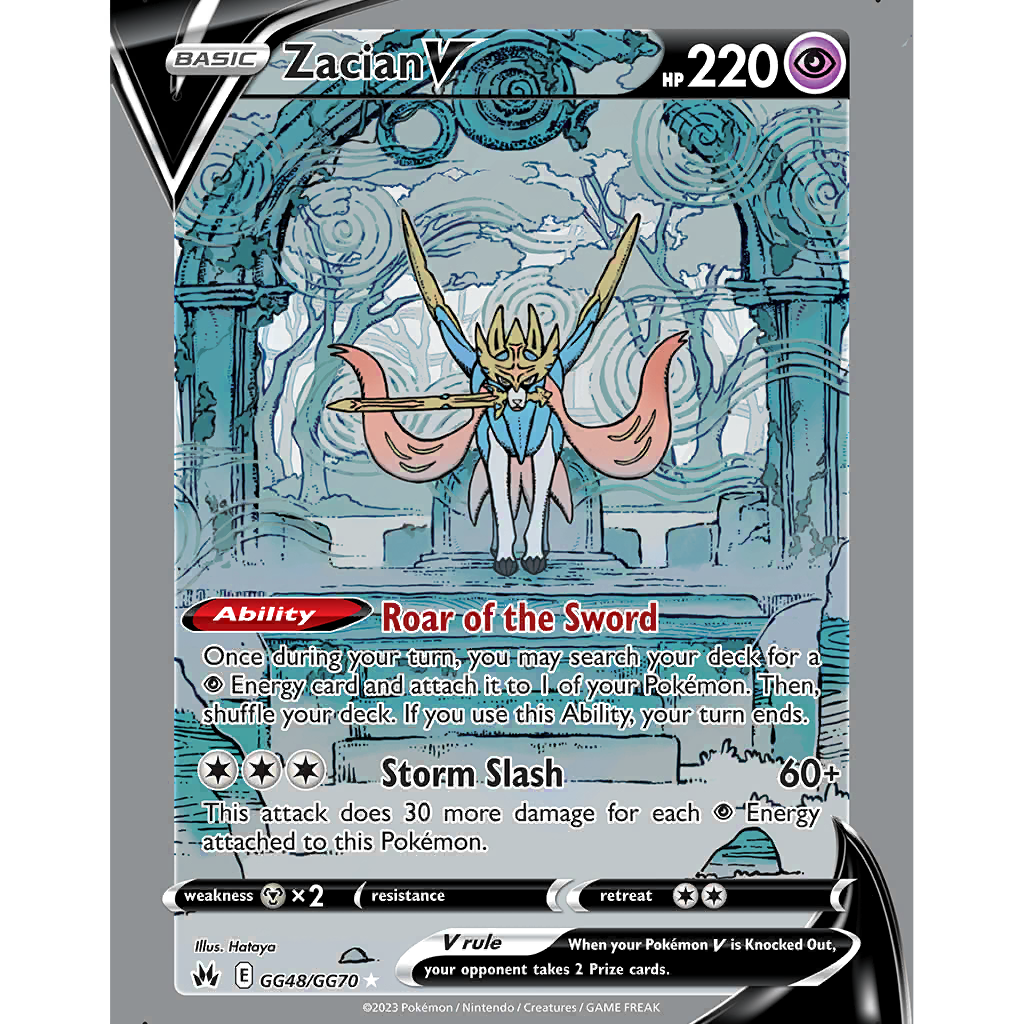 BASIC Zacian V HP 220
Ability Roar of the Sword
Once during your turn, you may search your deck for a
Energy card and attach it to 1 of your Pokémon. Then,
shuffle your deck. If you use this Ability, your turn ends.
Storm Slash 60+
This attack does 30 more damage for each Energy
attached to this Pokémon.
weakness ×2 resistance retreat
Illus. Hataya
V rule When your Pokémon V is Knocked Out,
your opponent takes 2 Prize cards.
E GG48/GG70
©2023 Pokémon / Nintendo / Creatures / GAME FREAK